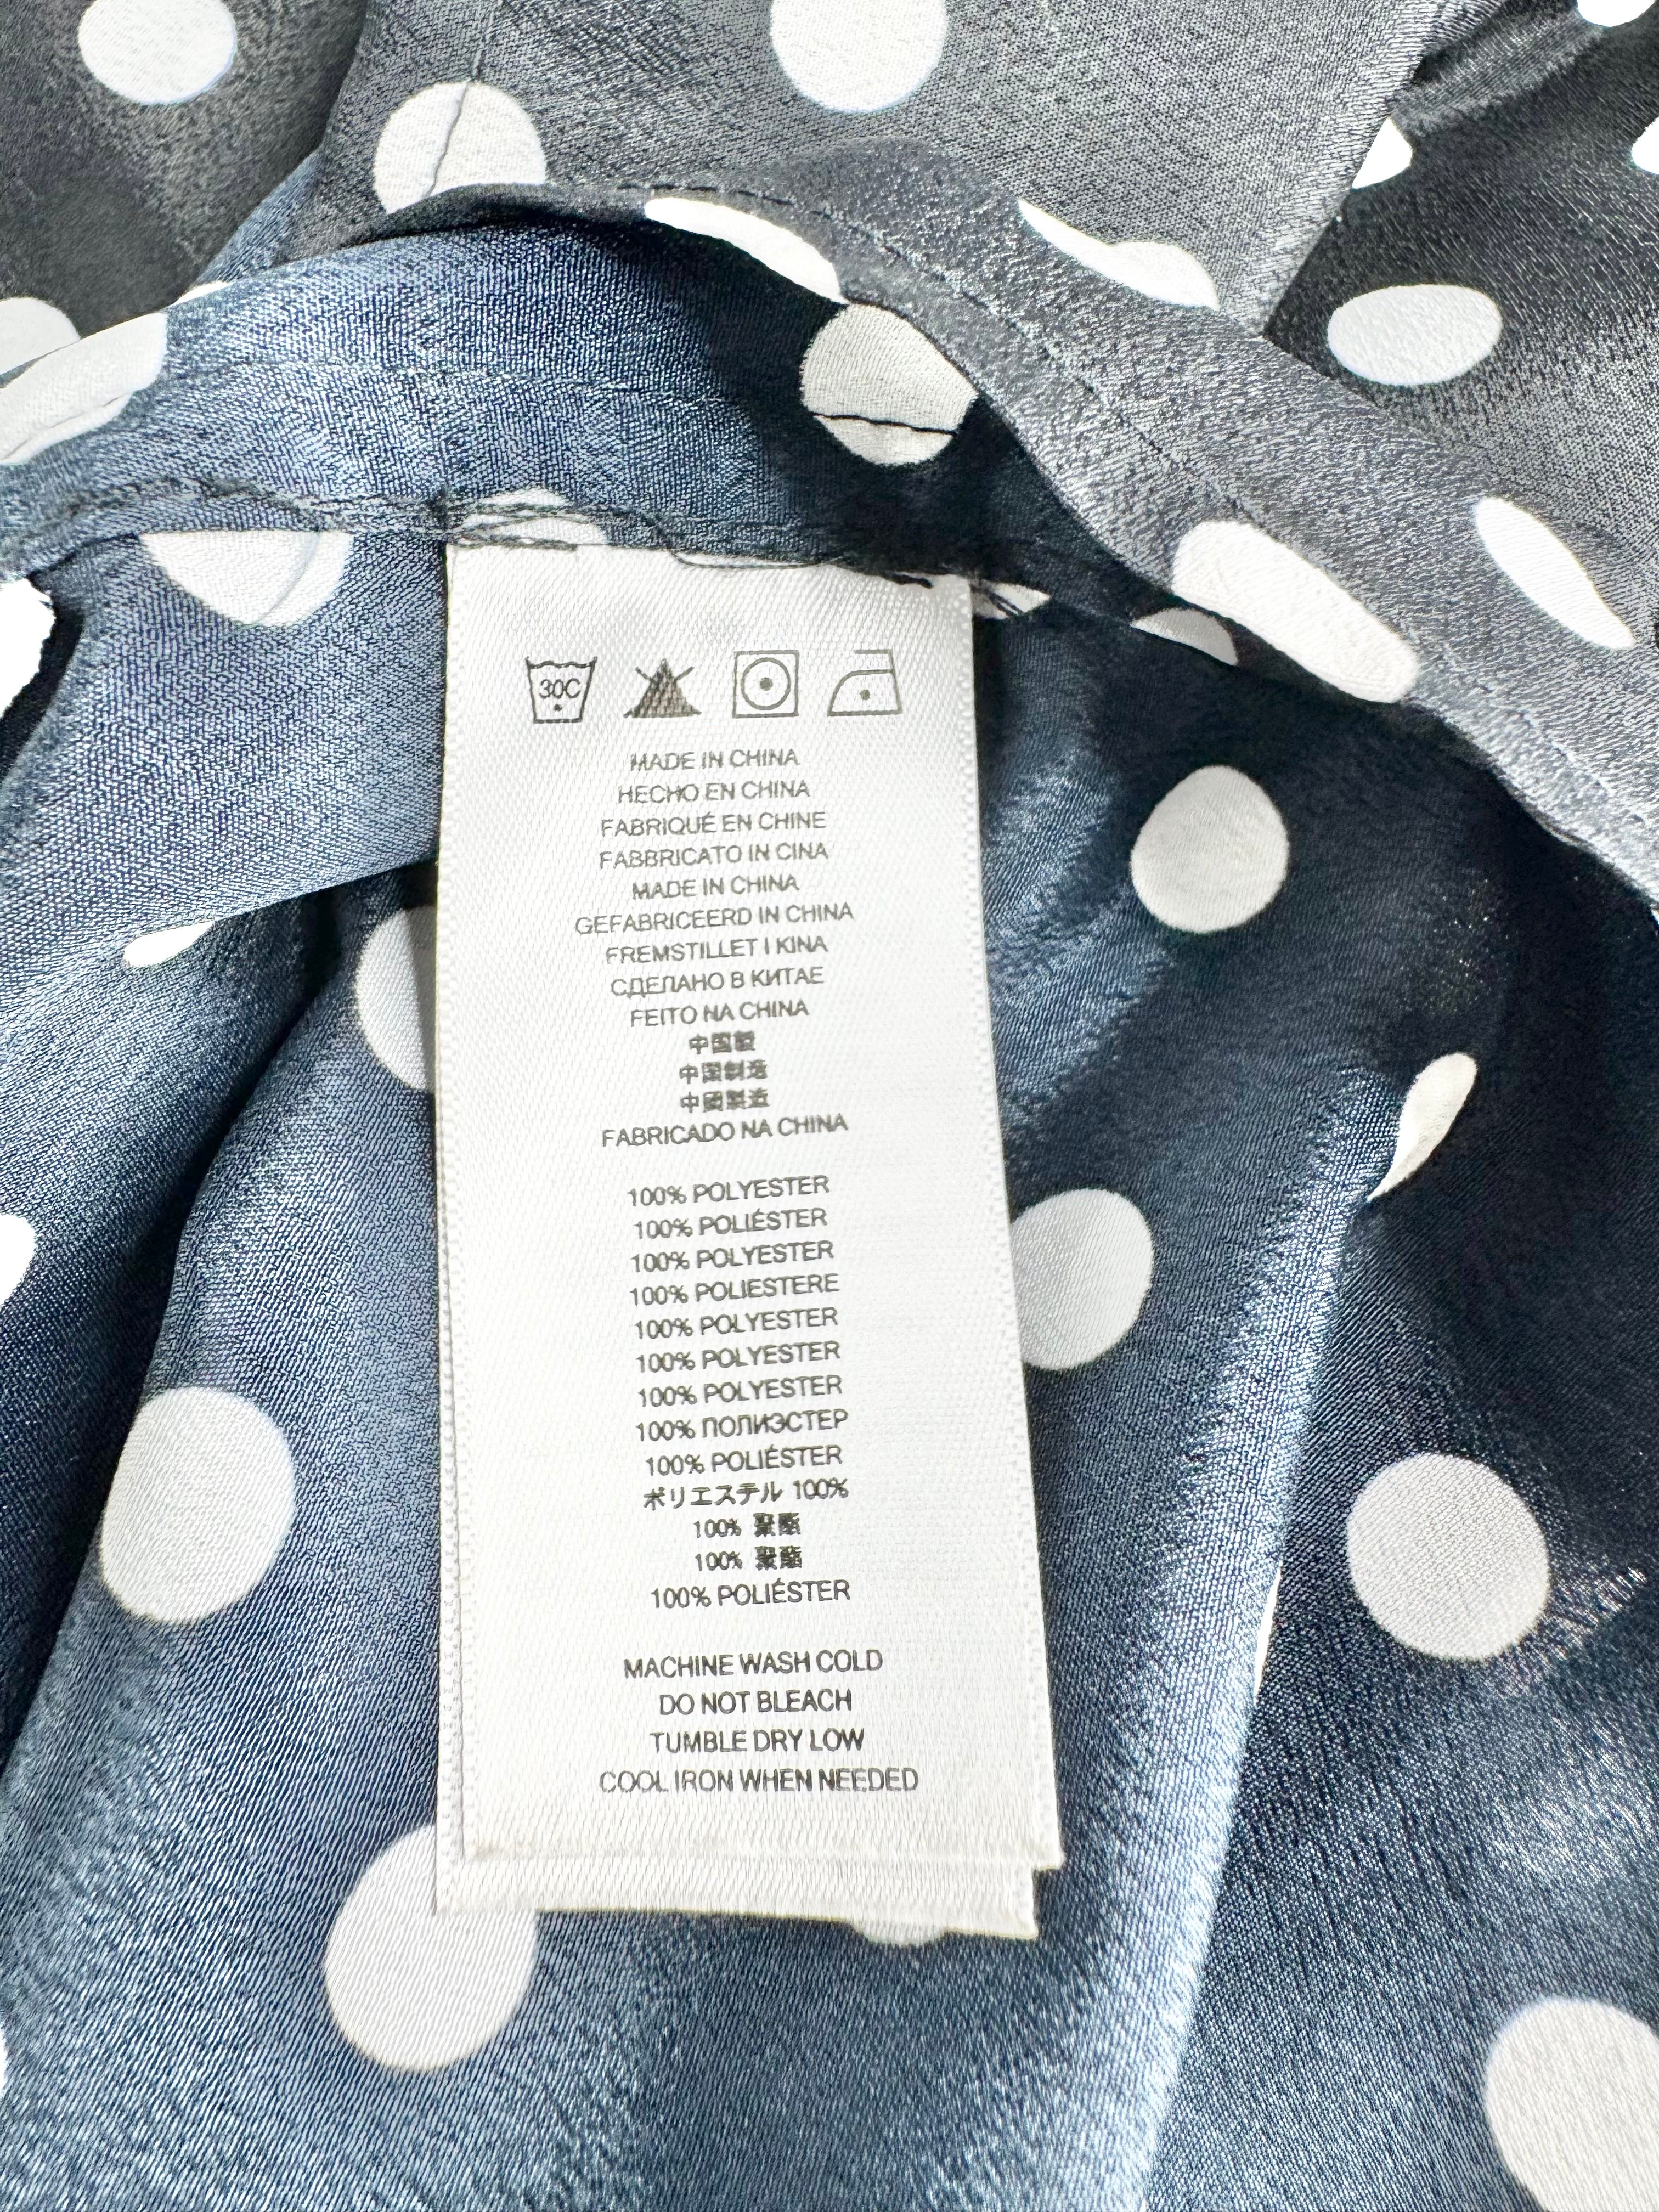 30C
MADE IN CHINA
HECHO EN CHINA
FABRIQUÉ EN CHINE
FABBRICATO IN CINA
MADE IN CHINA
GEFABRICEERD IN CHINA
FREMSTILLET I KINA
СДЕЛАНО В КИТАЕ
FEITO NA CHINA
中国製
中国制造
中國製造
FABRICADO NA CHINA
100% POLYESTER
100% POLIÉSTER
100% POLYESTER
100% POLIESTERE
100% POLYESTER
100% POLYESTER
100% POLYESTER
100% ПОЛИЭСТЕР
100% POLIÉSTER
ポリエステル 100%
100% 聚酯
100% 聚酯
100% POLIÉSTER
MACHINE WASH COLD
DO NOT BLEACH
TUMBLE DRY LOW
COOL IRON WHEN NEEDED